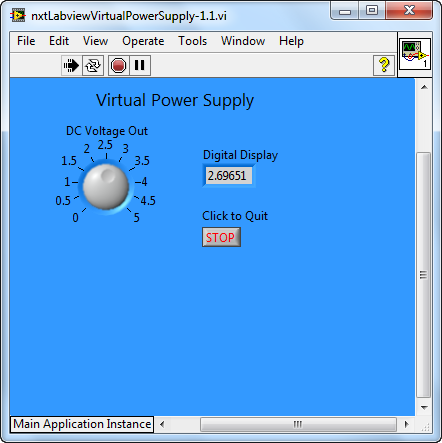 nxtLabviewVirtualPowerSupply-1.1.vi
File Edit View Operate Tools Window Help
?
1
Virtual Power Supply
DC Voltage Out
0 0.5 1 1.5 2 2.5 3 3.5 4 4.5 5
Digital Display
2.69651
Click to Quit
STOP
Main Application Instance